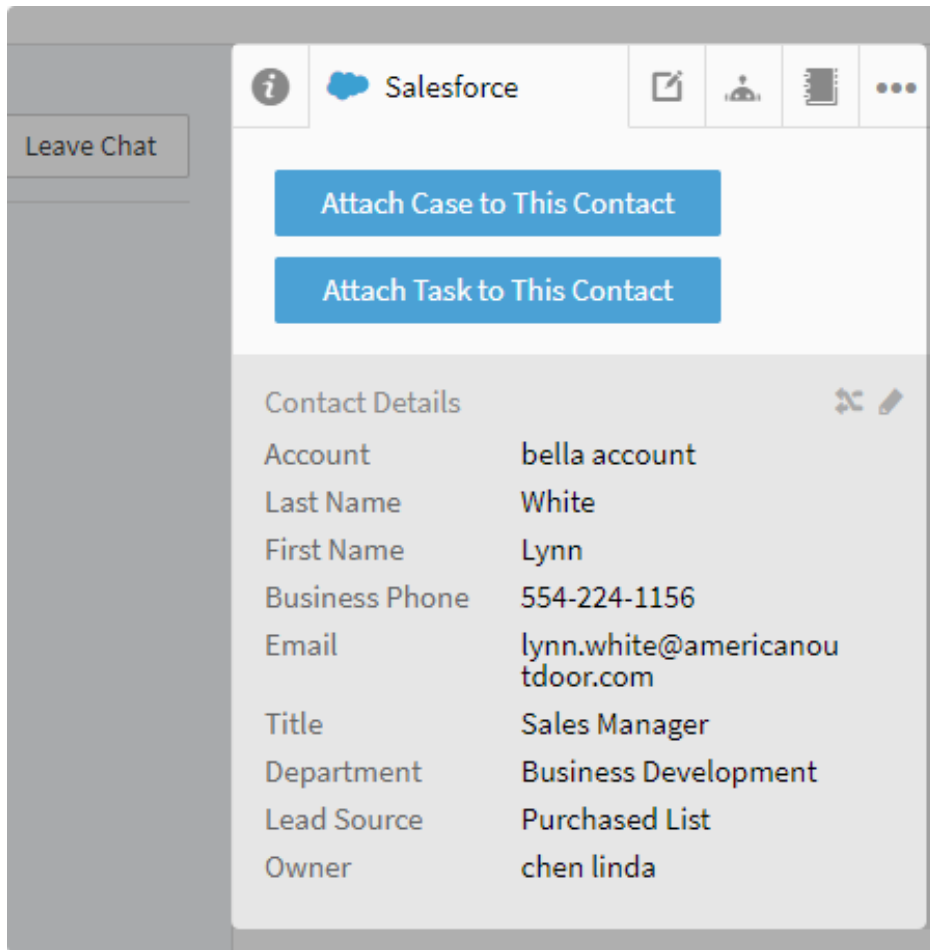 Salesforce
Leave Chat
Attach Case to This Contact
Attach Task to This Contact
Contact Details
Account bella account
Last Name White
First Name Lynn
Business Phone 554-224-1156
Email lynn.white@americanou
tdoor.com
Title Sales Manager
Department Business Development
Lead Source Purchased List
Owner chen linda